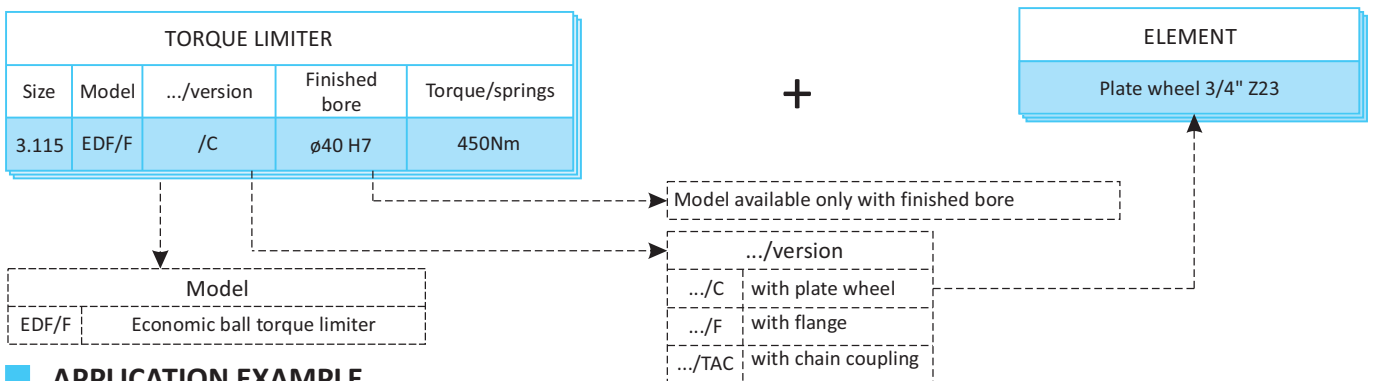 TORQUE LIMITER
Size Model .../version Finished bore Torque/springs
3.115 EDF/F /C ø40 H7 450Nm
+
ELEMENT
Plate wheel 3/4" Z23
Model available only with finished bore
.../version
.../C with plate wheel
.../F with flange
.../TAC with chain coupling
Model
EDF/F Economic ball torque limiter
APPLICATION EXAMPLE